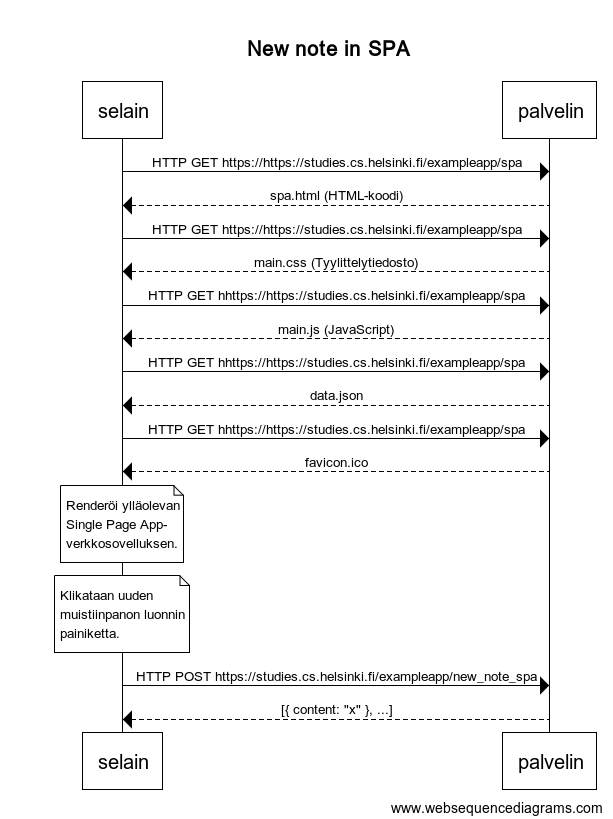 New note in SPA
selain
palvelin
HTTP GET https://https://studies.cs.helsinki.fi/exampleapp/spa
spa.html (HTML-koodi)
HTTP GET https://https://studies.cs.helsinki.fi/exampleapp/spa
main.css (Tyylittelytiedosto)
HTTP GET hhttps://https://studies.cs.helsinki.fi/exampleapp/spa
main.js (JavaScript)
HTTP GET hhttps://https://studies.cs.helsinki.fi/exampleapp/spa
data.json
HTTP GET hhttps://https://studies.cs.helsinki.fi/exampleapp/spa
favicon.ico
Renderöi ylläolevan
Single Page App-
verkkosovelluksen.
Klikataan uuden
muistiinpanon luonnin
painiketta.
HTTP POST https://studies.cs.helsinki.fi/exampleapp/new_note_spa
[{ content: "x" }, ...]
selain
palvelin
www.websequencediagrams.com